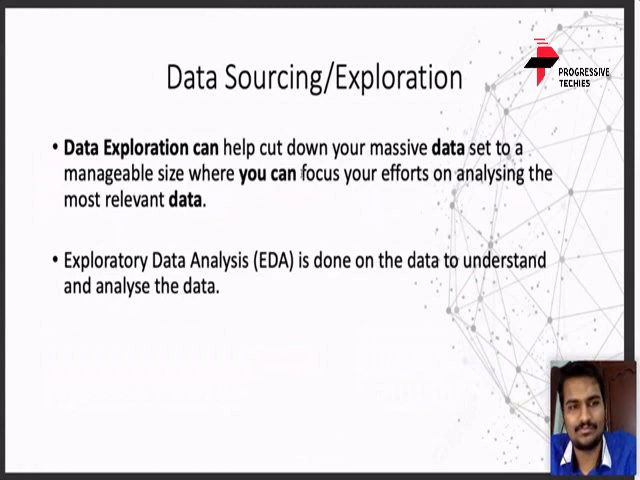 Data Sourcing/Exploration
PROGRESSIVE
TECHIES
• Data Exploration can help cut down your massive data set to a
manageable size where you can focus your efforts on analysing the
most relevant data.
• Exploratory Data Analysis (EDA) is done on the data to understand
and analyse the data.